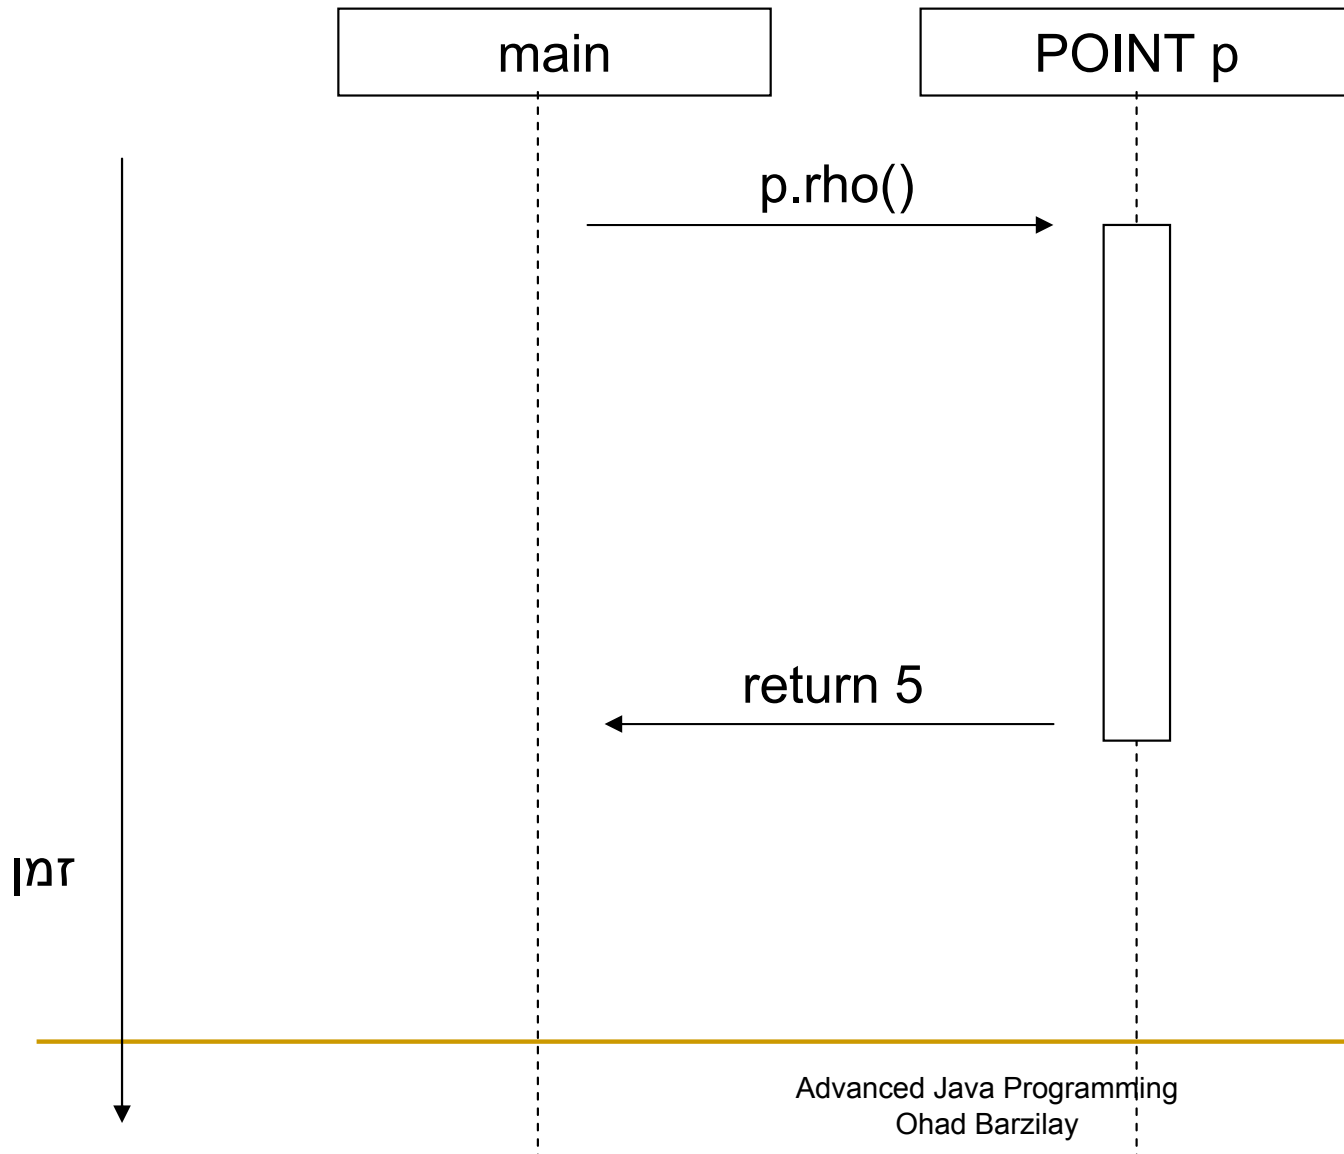 main
POINT p
p.rho()
return 5
זמן
Advanced Java Programming
Ohad Barzilay